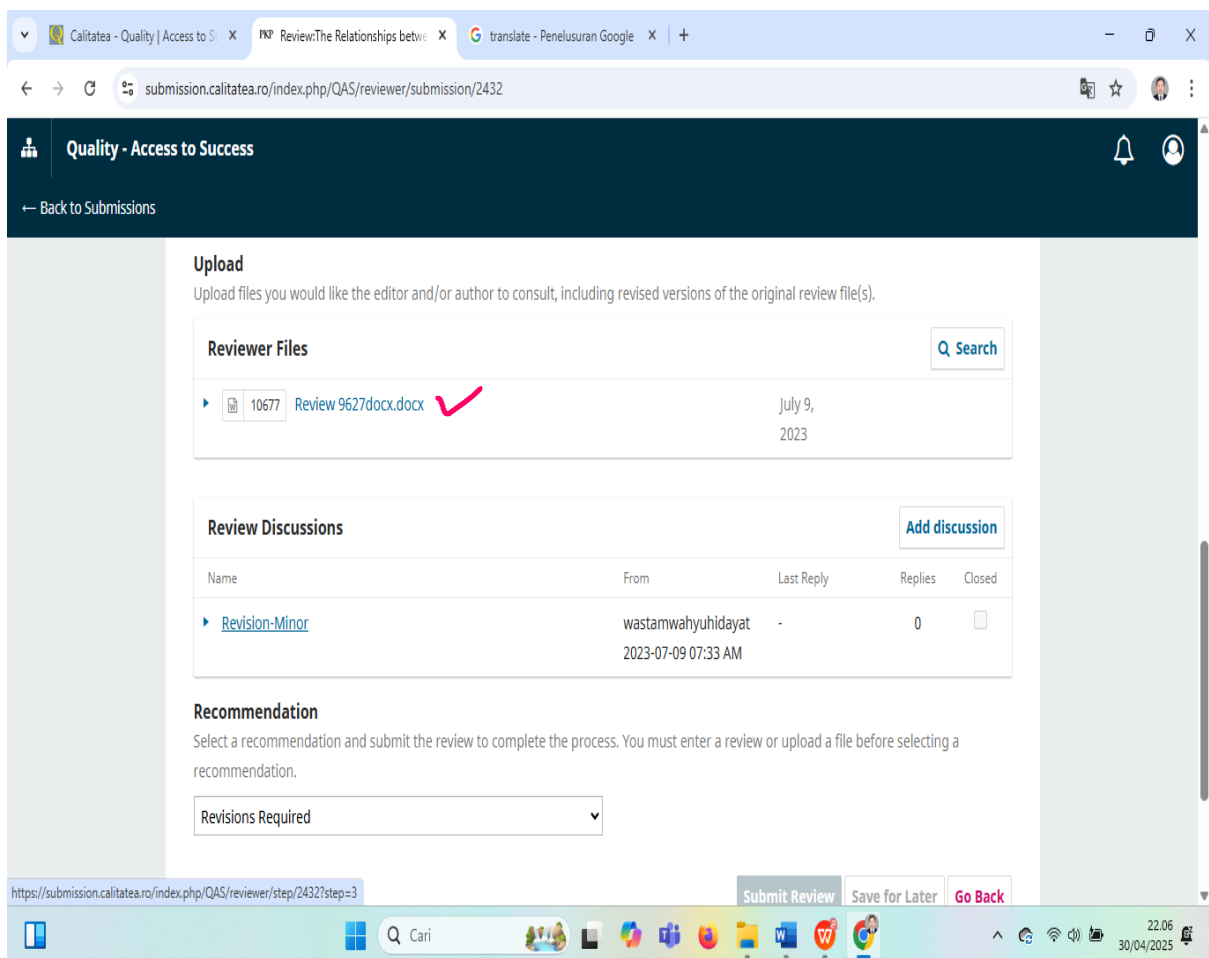 Calitatea - Quality | Access to Su
PKP Review:The Relationships betwe
translate - Penelusuran Google
submission.calitatea.ro/index.php/QAS/reviewer/submission/2432
Quality - Access to Success
← Back to Submissions
Upload
Upload files you would like the editor and/or author to consult, including revised versions of the original review file(s).
Reviewer Files
Search
10677 Review 9627docx.docx July 9,
2023
Review Discussions
Add discussion
Name From Last Reply Replies Closed
Revision-Minor wastamwahyuhidayat - 0
2023-07-09 07:33 AM
Recommendation
Select a recommendation and submit the review to complete the process. You must enter a review or upload a file before selecting a
recommendation.
Revisions Required
https://submission.calitatea.ro/index.php/QAS/reviewer/step/2432?step=3
Submit Review Save for Later Go Back
Cari
22.06
30/04/2025